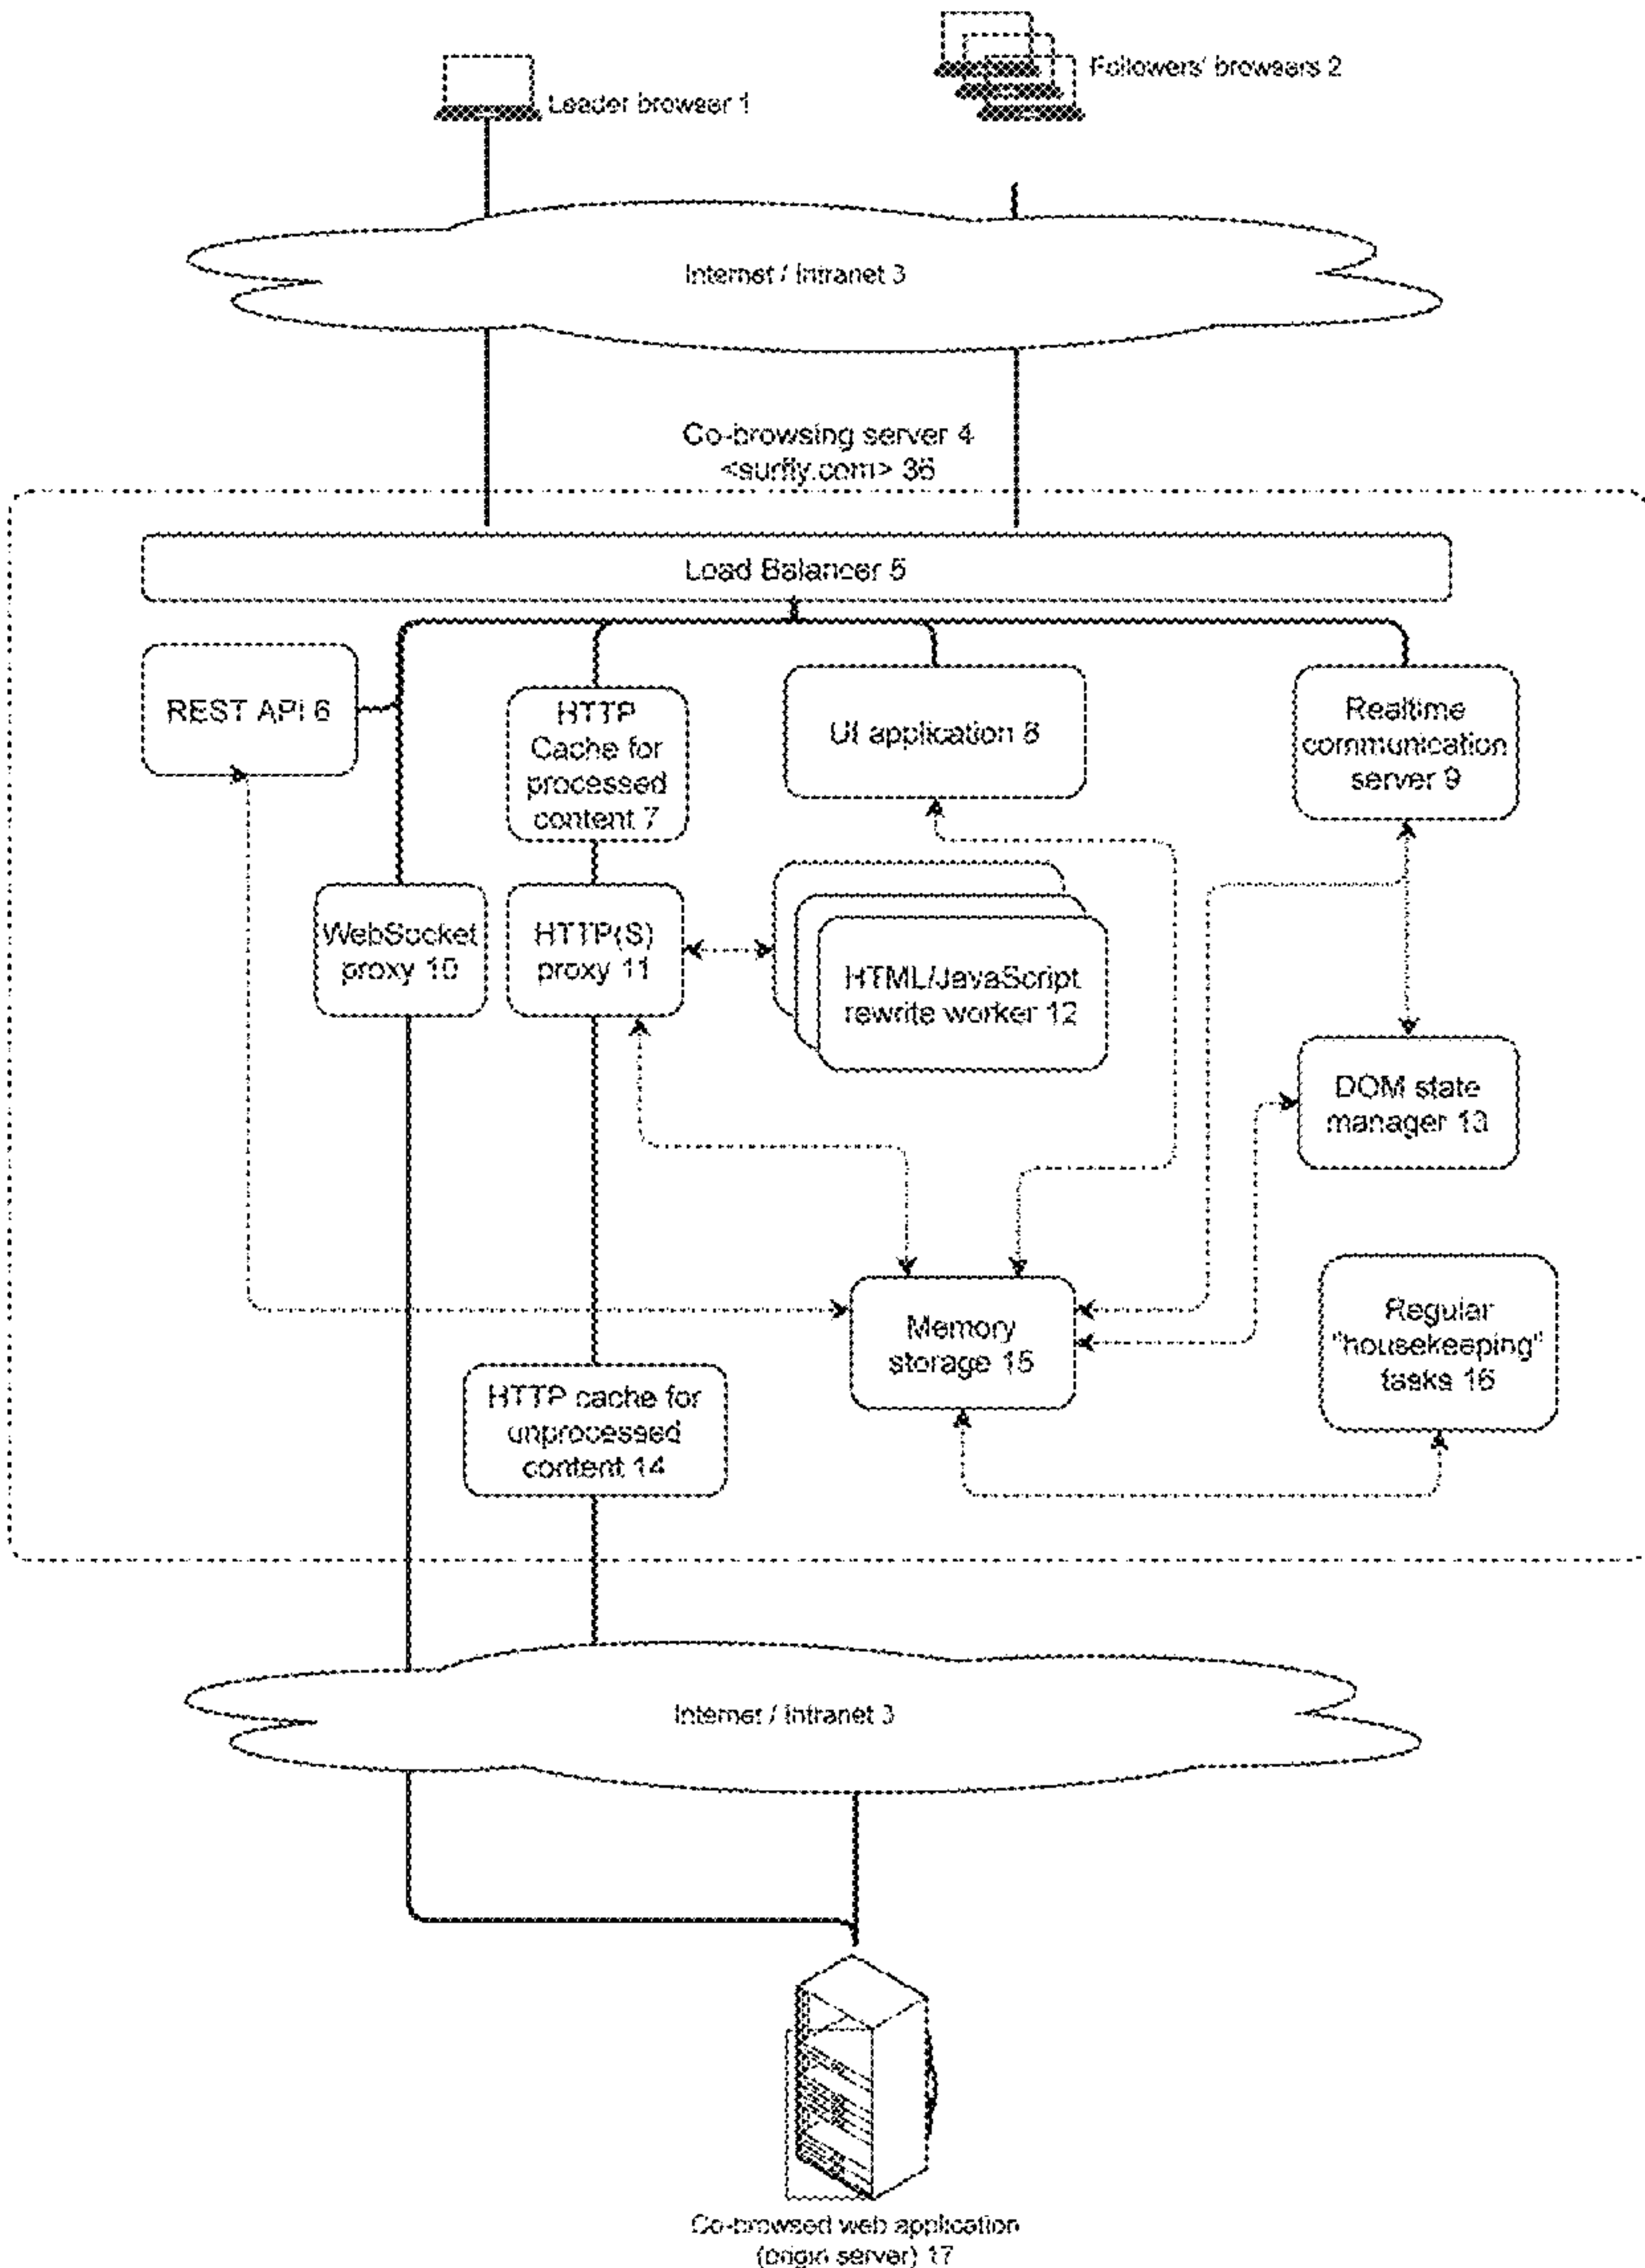 Followers' browsers 2
Leader browser 1
Internet / Intranet 3
Co-browsing server 4
<surfly.com> 36
Load Balancer 5
REST API 6
HTTP
Cache for
processed
content 7
UI application 8
Realtime
communication
server 9
WebSocket
proxy 10
HTTP(S)
proxy 11
HTML/JavaScript
rewrite worker 12
DOM state
manager 13
Memory
storage 15
Regular
"housekeeping"
tasks 16
HTTP cache for
unprocessed
content 14
Internet / Intranet 3
Co-browsed web application
(origin server) 17